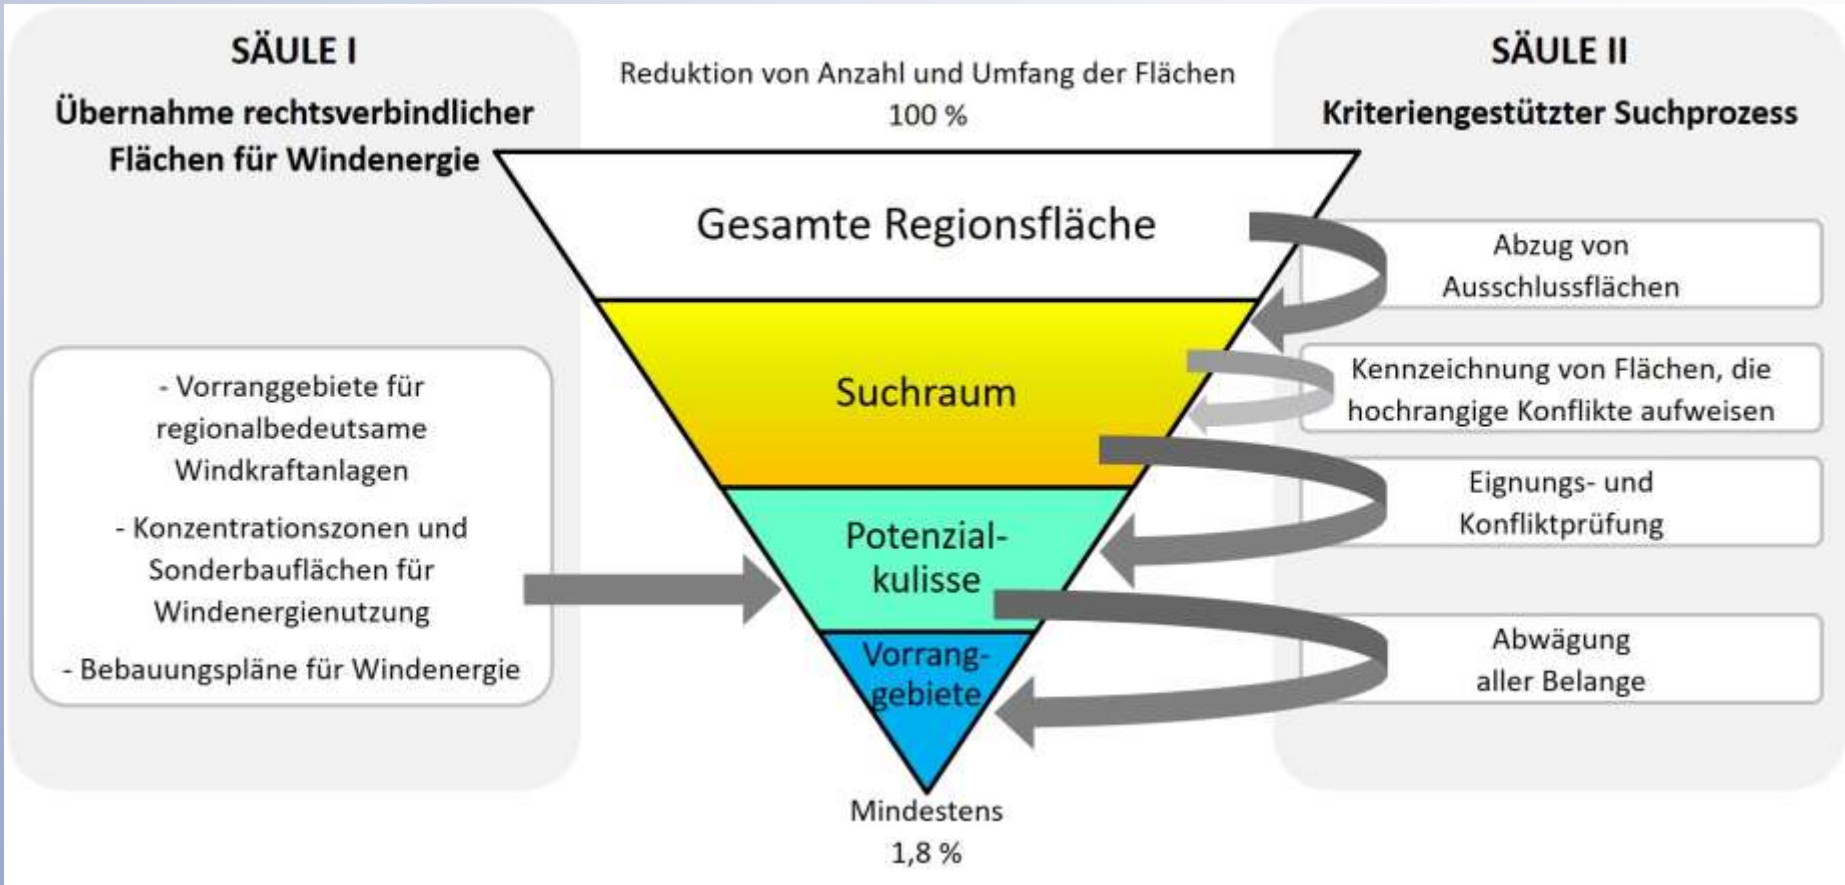 SÄULE I
Übernahme rechtsverbindlicher
Flächen für Windenergie
- Vorranggebiete für
regionalbedeutsame
Windkraftanlagen
- Konzentrationszonen und
Sonderbauflächen für
Windenergienutzung
- Bebauungspläne für Windenergie
Reduktion von Anzahl und Umfang der Flächen
100 %
Gesamte Regionsfläche
Suchraum
Potenzial-
kulisse
Vorrang-
gebiete
Mindestens
1,8 %
SÄULE II
Kriteriengestützter Suchprozess
Abzug von
Ausschlussflächen
Kennzeichnung von Flächen, die
hochrangige Konflikte aufweisen
Eignungs- und
Konfliktprüfung
Abwägung
aller Belange